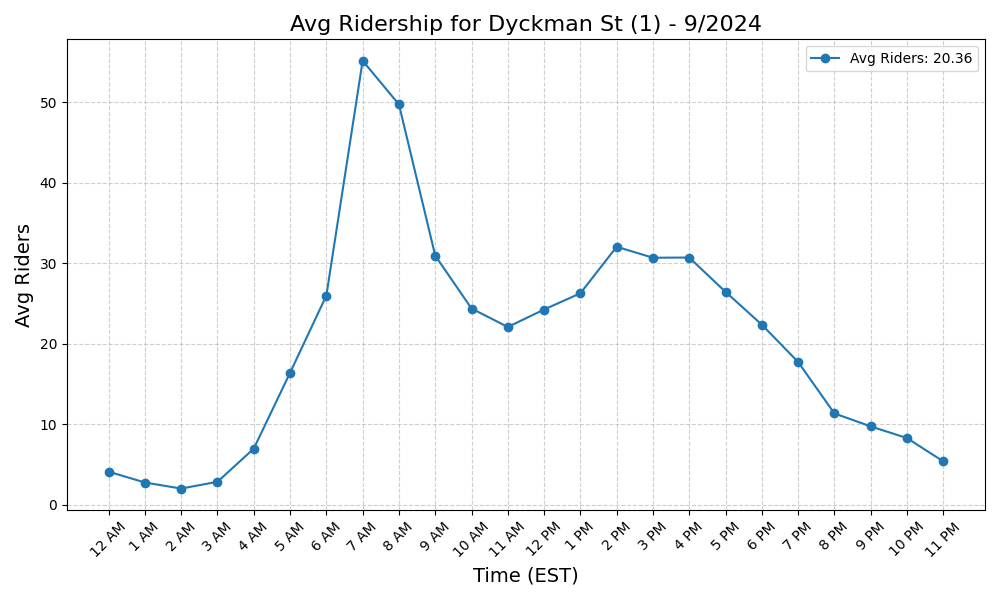 Avg Ridership for Dyckman St (1) - 9/2024
Avg Riders: 20.36
Avg Riders
50
40
30
20
10
0
12 AM
1 AM
2 AM
3 AM
4 AM
5 AM
6 AM
7 AM
8 AM
9 AM
10 AM
11 AM
12 PM
1 PM
2 PM
3 PM
4 PM
5 PM
6 PM
7 PM
8 PM
9 PM
10 PM
11 PM
Time (EST)